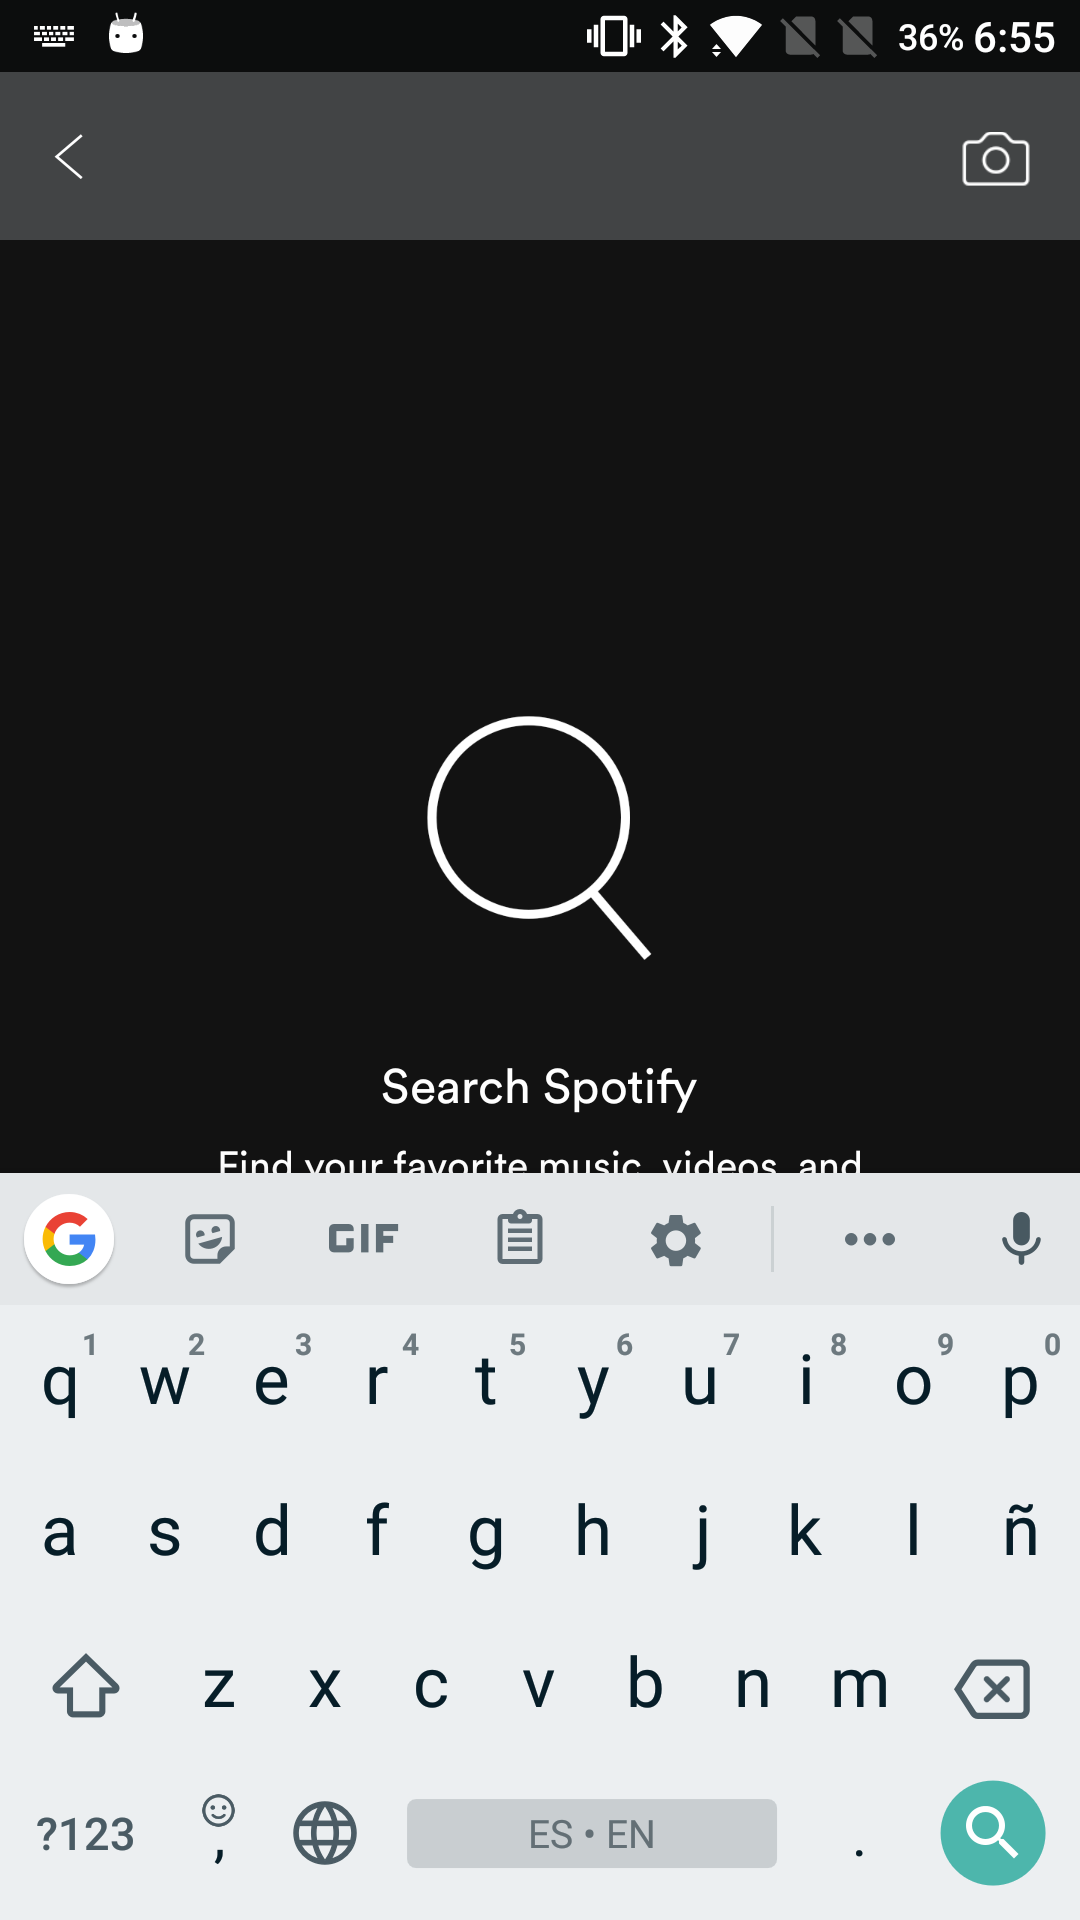 36% 6:55
Search Spotify
Find your favorite music, videos, and
GIF
1 2 3 4 5 6 7 8 9 0
q w e r t y u i o p
a s d f g h j k l ñ
z x c v b n m
?123 , ES • EN .